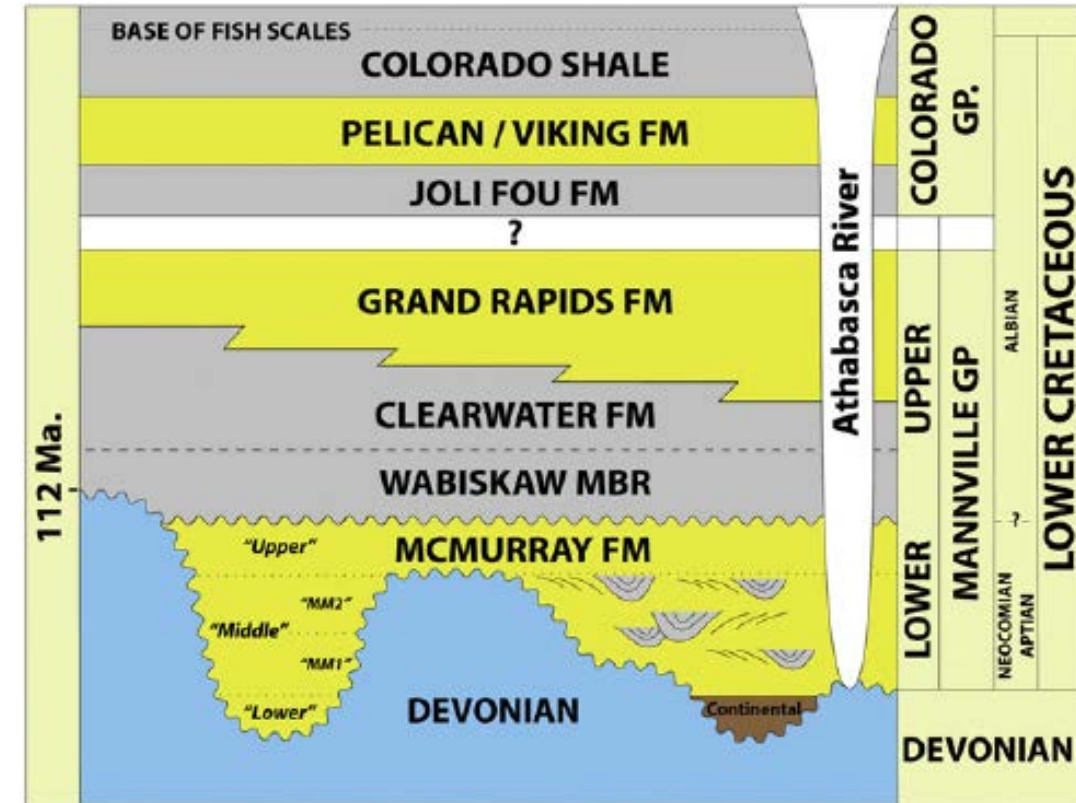 BASE OF FISH SCALES
COLORADO SHALE
PELICAN / VIKING FM
JOLI FOU FM
?
GRAND RAPIDS FM
CLEARWATER FM
WABISKAW MBR
MCMURRAY FM
"Upper"
"MM2"
"Middle"
"MM1"
"Lower"
DEVONIAN
Continental
112 Ma.
Athabasca River
COLORADO
GP.
UPPER
LOWER
MANNVILLE GP
ALBIAN
?
NEOCOMIAN
APTIAN
LOWER CRETACEOUS
DEVONIAN